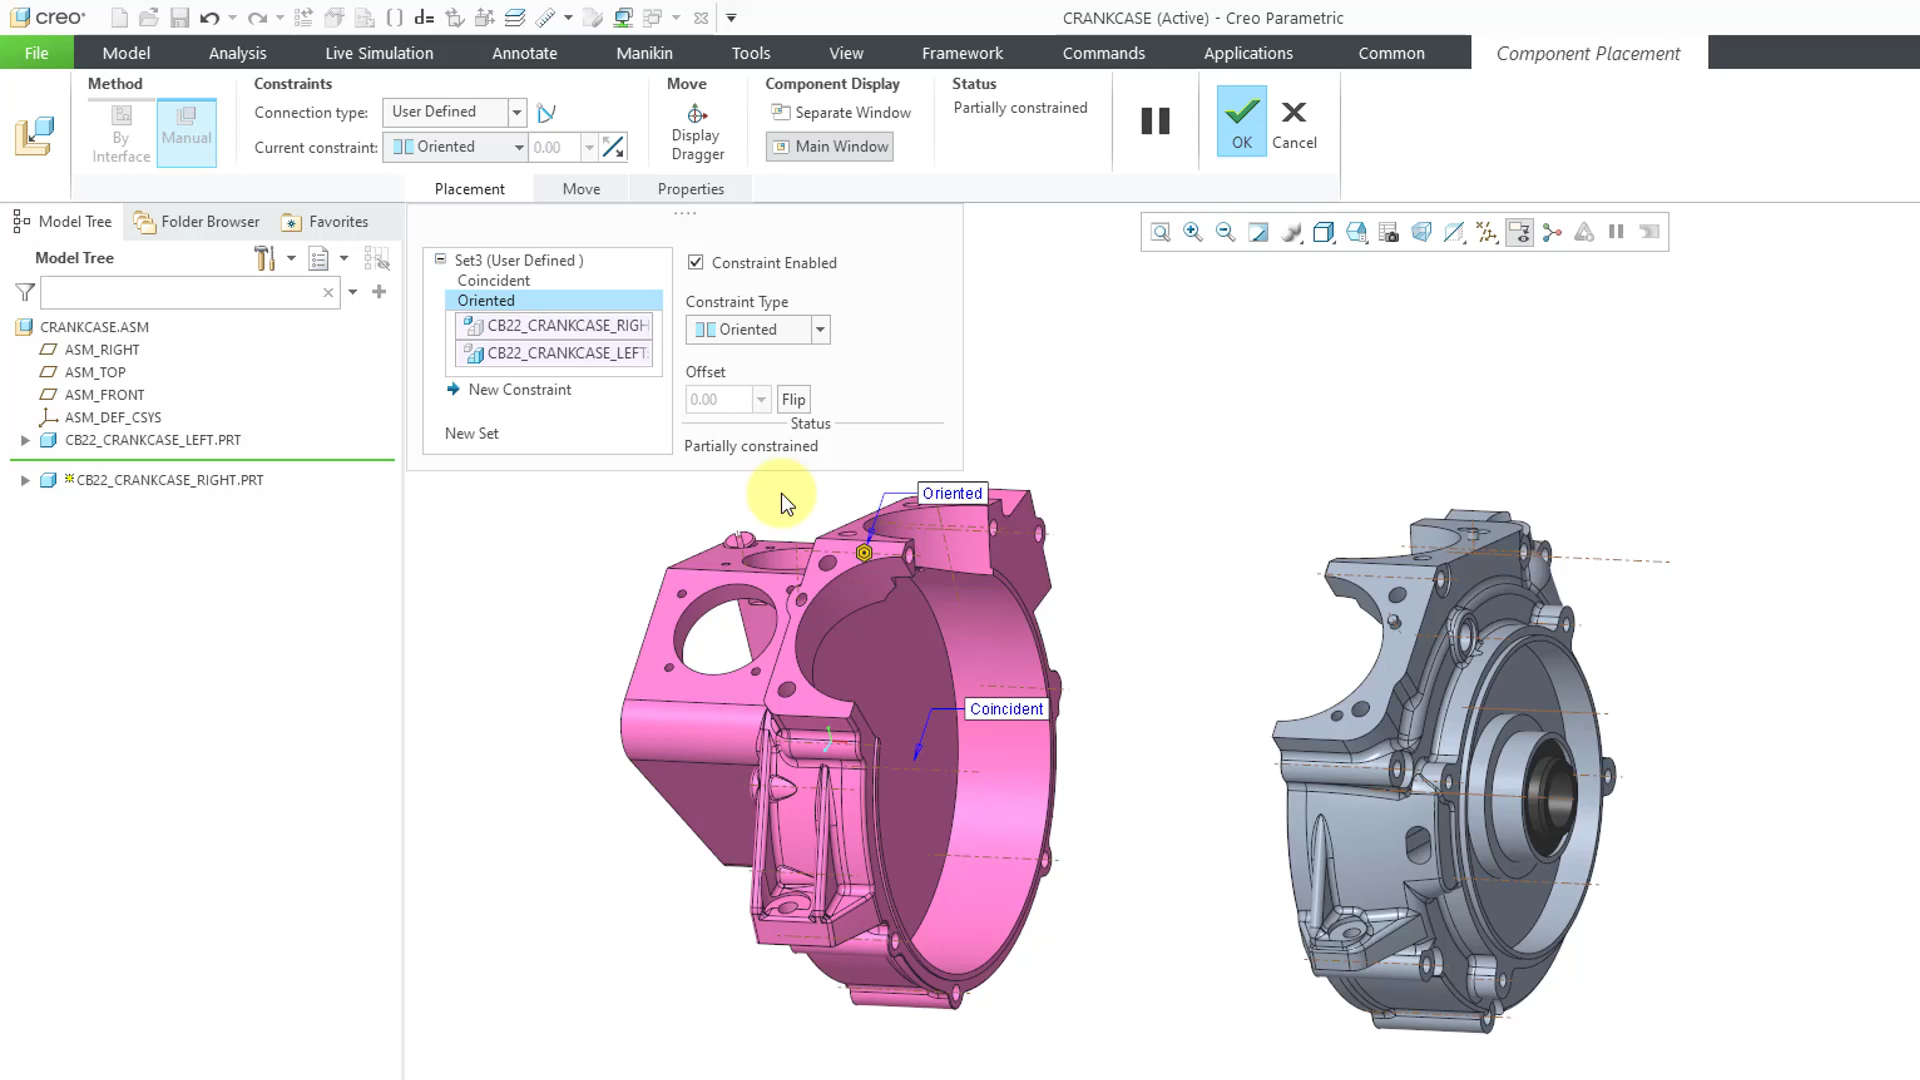 creo
d=
CRANKCASE (Active) - Creo Parametric
File
Model
Analysis
Live Simulation
Annotate
Manikin
Tools
View
Framework
Commands
Applications
Common
Component Placement
Method
By
Interface
Manual
Constraints
Connection type:
User Defined
Current constraint:
Oriented
0.00
Move
Display
Dragger
Component Display
Separate Window
Main Window
Status
Partially constrained
OK
Cancel
Placement
Move
Properties
Model Tree
Folder Browser
Favorites
Model Tree
CRANKCASE.ASM
ASM_RIGHT
ASM_TOP
ASM_FRONT
ASM_DEF_CSYS
CB22_CRANKCASE_LEFT.PRT
CB22_CRANKCASE_RIGHT.PRT
Set3 (User Defined )
Coincident
Oriented
CB22_CRANKCASE_RIGH
CB22_CRANKCASE_LEFT:
New Constraint
New Set
Constraint Enabled
Constraint Type
Oriented
Offset
0.00
Flip
Status
Partially constrained
Oriented
Coincident